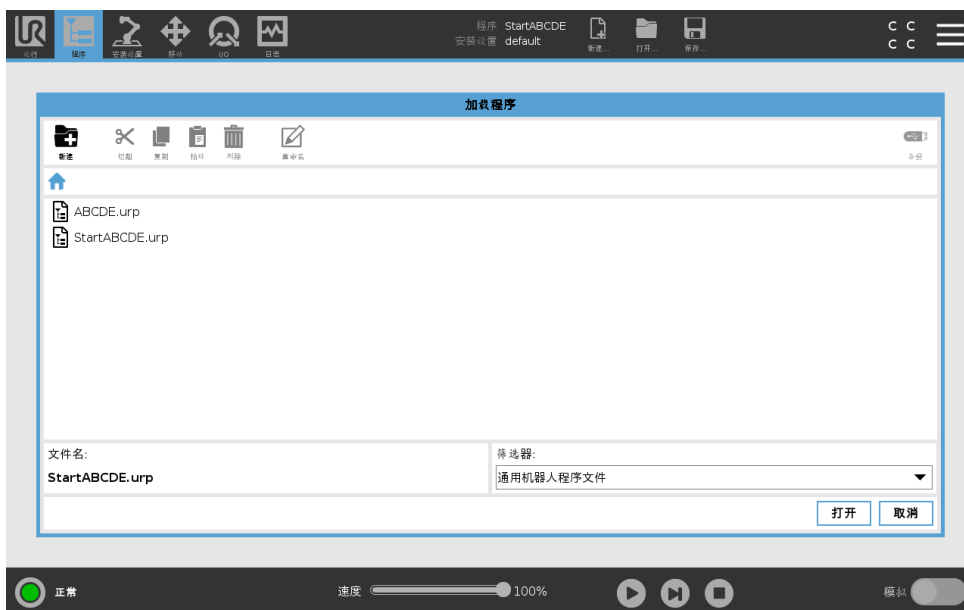 程序 StartABCDE
安装设置 default
C C
C C
运行
程序
安装设置
移动
I/O
日志
新建...
打开...
保存...
加载程序
新建
切割
复制
粘贴
删除
重命名
备份
ABCDE.urp
StartABCDE.urp
文件名:
筛选器:
StartABCDE.urp
通用机器人程序文件
打开
取消
正常
速度
100%
模拟